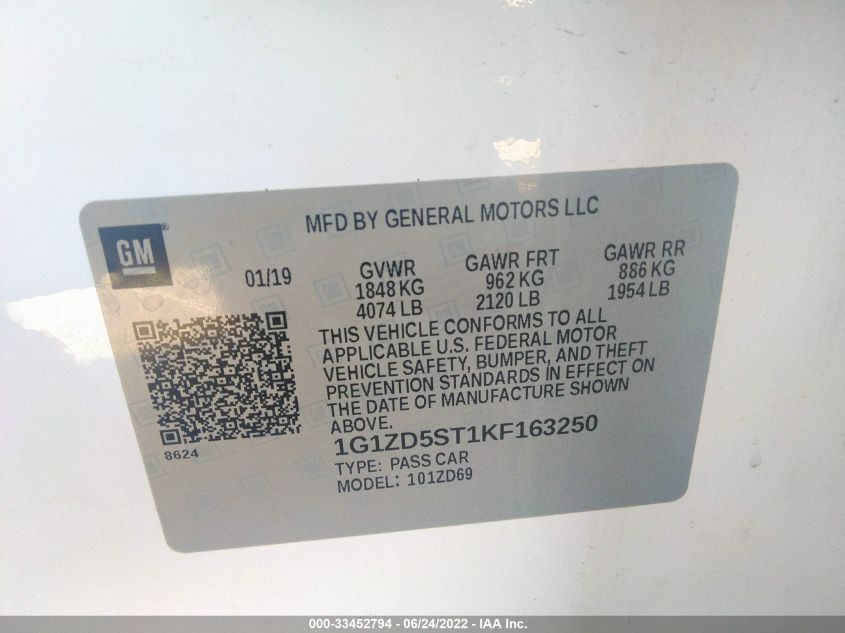 MFD BY GENERAL MOTORS LLC
GM®
01/19
GVWR
1848 KG
4074 LB
GAWR FRT
962 KG
2120 LB
GAWR RR
886 KG
1954 LB
THIS VEHICLE CONFORMS TO ALL
APPLICABLE U.S. FEDERAL MOTOR
VEHICLE SAFETY, BUMPER, AND THEFT
PREVENTION STANDARDS IN EFFECT ON
THE DATE OF MANUFACTURE SHOWN
ABOVE.
8624
1G1ZD5ST1KF163250
TYPE: PASS CAR
MODEL: 101ZD69
000-33452794 - 06/24/2022 - IAA Inc.